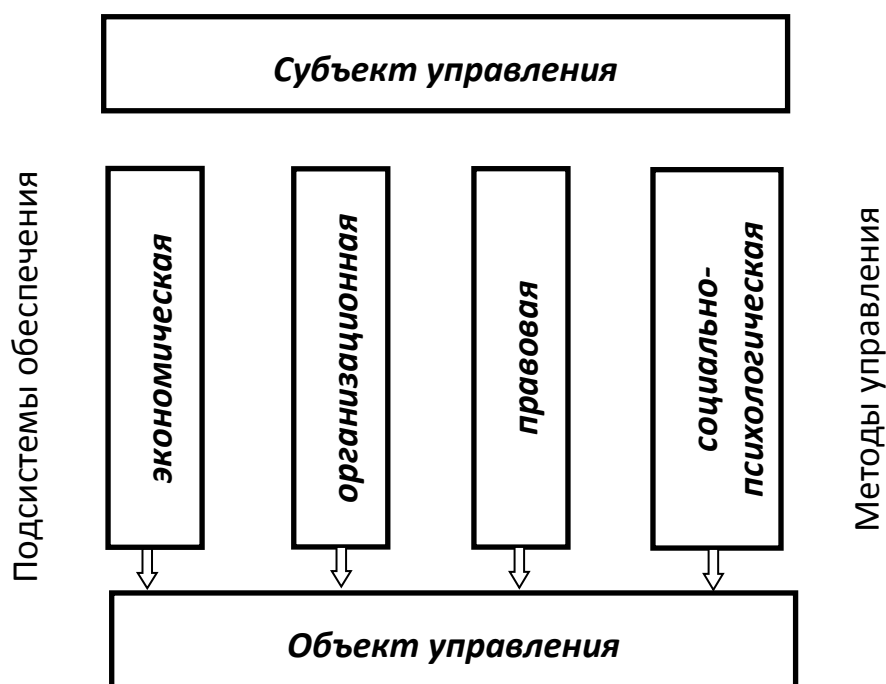 Субъект управления
Подсистемы обеспечения
экономическая
организационная
правовая
социально-
психологическая
Методы управления
Объект управления